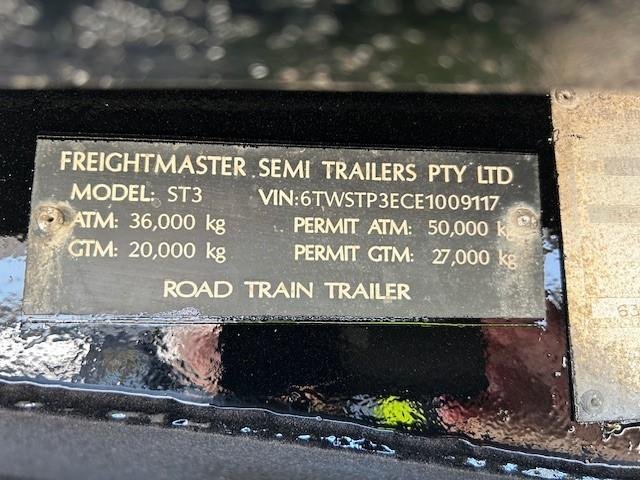 FREIGHTMASTER SEMI TRAILERS PTY LTD
MODEL: ST3 VIN:6TWSTP3ECE1009117
ATM: 36,000 kg PERMIT ATM: 50,000 kg
GTM: 20,000 kg PERMIT GTM: 27,000 kg
ROAD TRAIN TRAILER